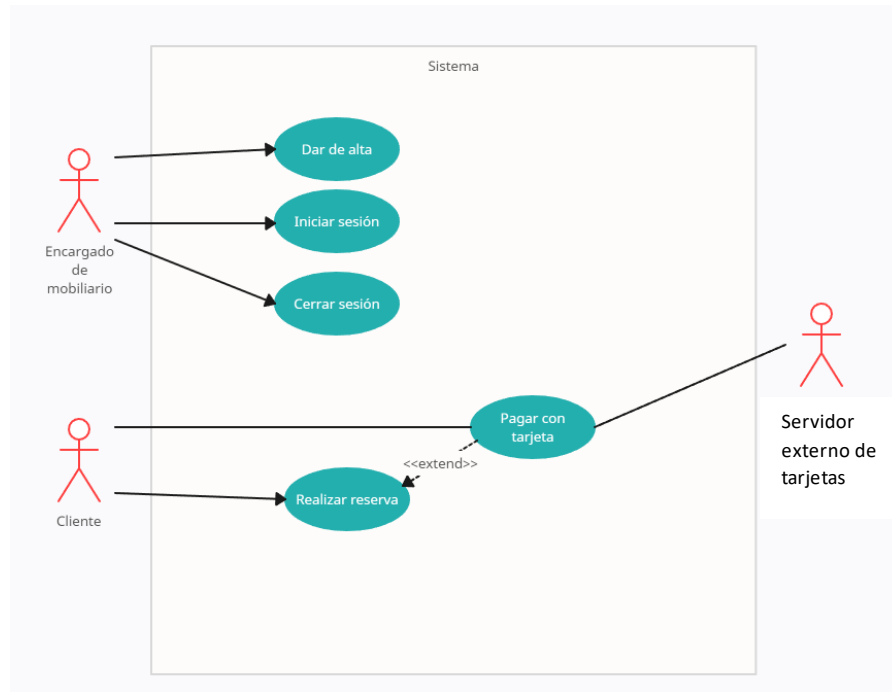 Sistema
Dar de alta
Iniciar sesión
Encargado
de
mobiliario
Cerrar sesión
Pagar con
tarjeta
Servidor
externo de
tarjetas
<<extend>>
Realizar reserva
Cliente